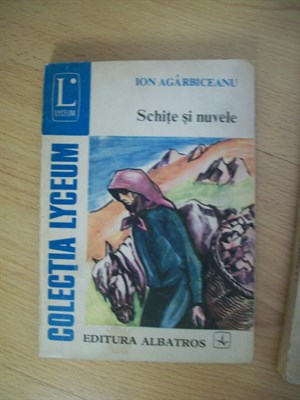 L
LYCEUM
ION AGÂRBICEANU
Schițe și nuvele
COLECȚIA LYCEUM
EDITURA ALBATROS